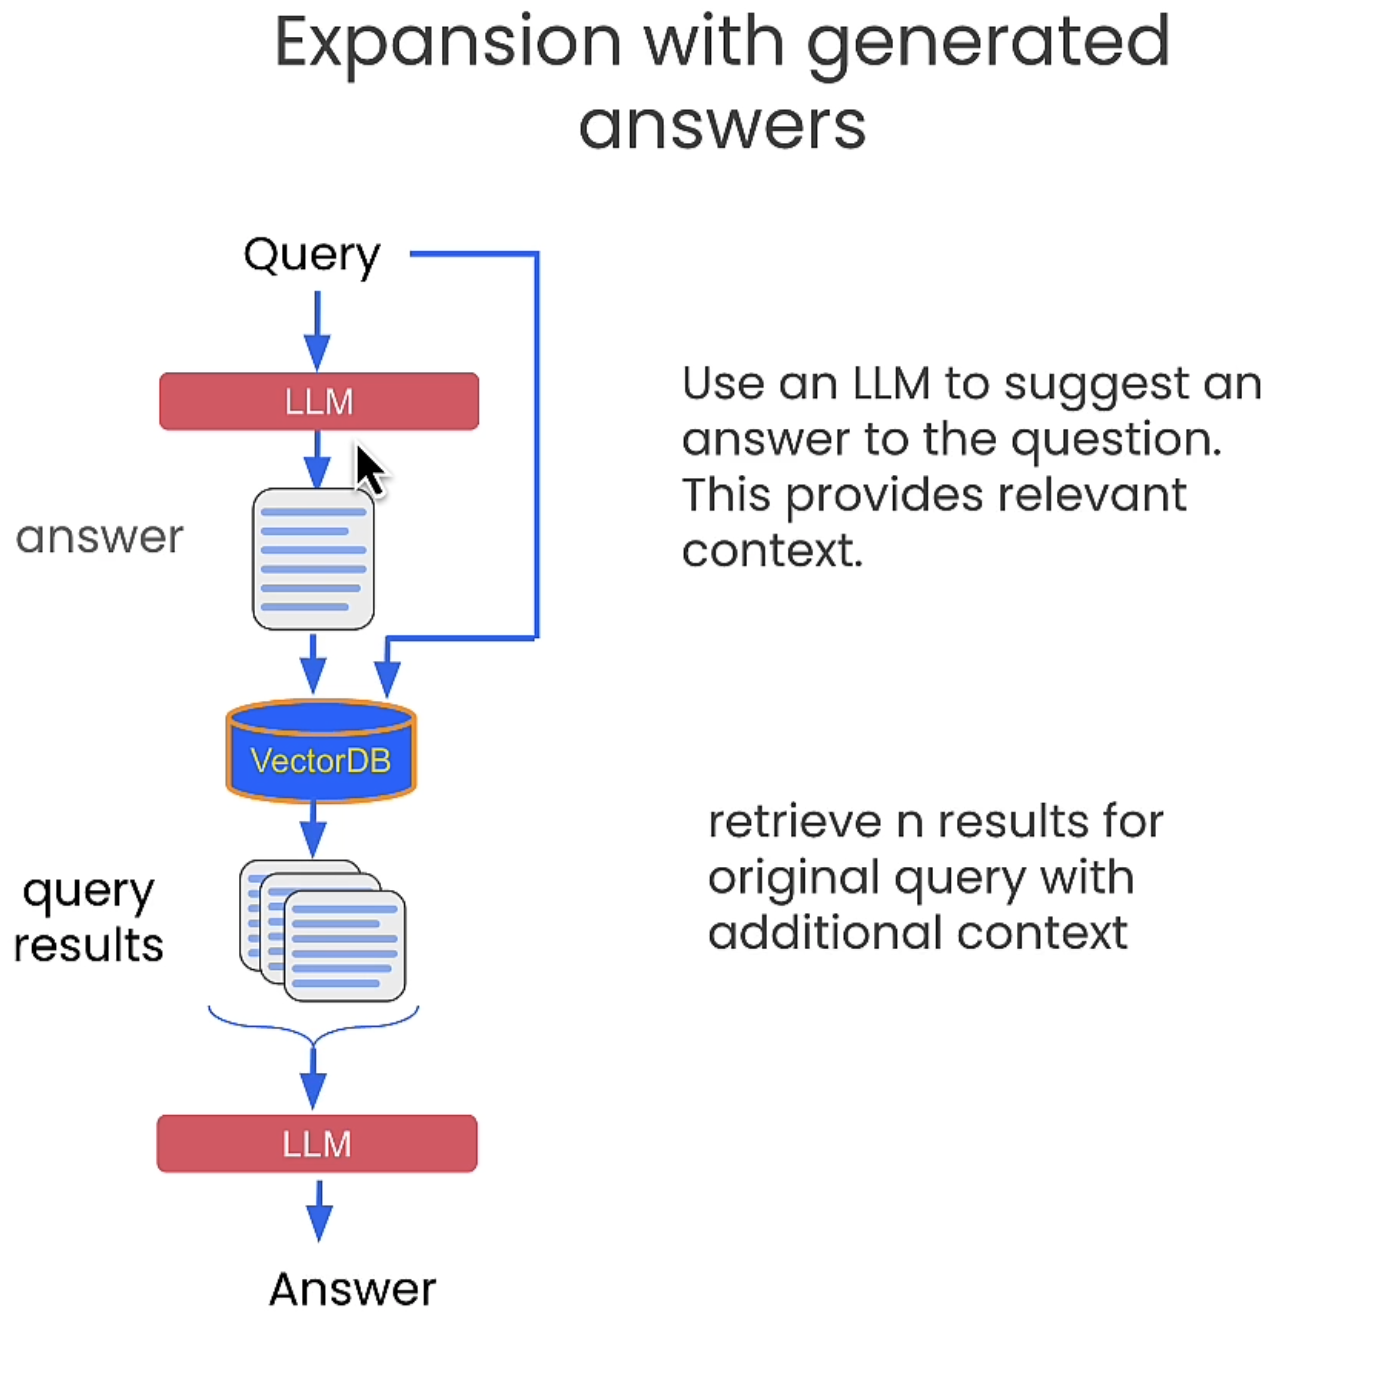 Expansion with generated
answers
Query
LLM
Use an LLM to suggest an
answer to the question.
This provides relevant
context.
answer
VectorDB
retrieve n results for
original query with
additional context
query
results
LLM
Answer